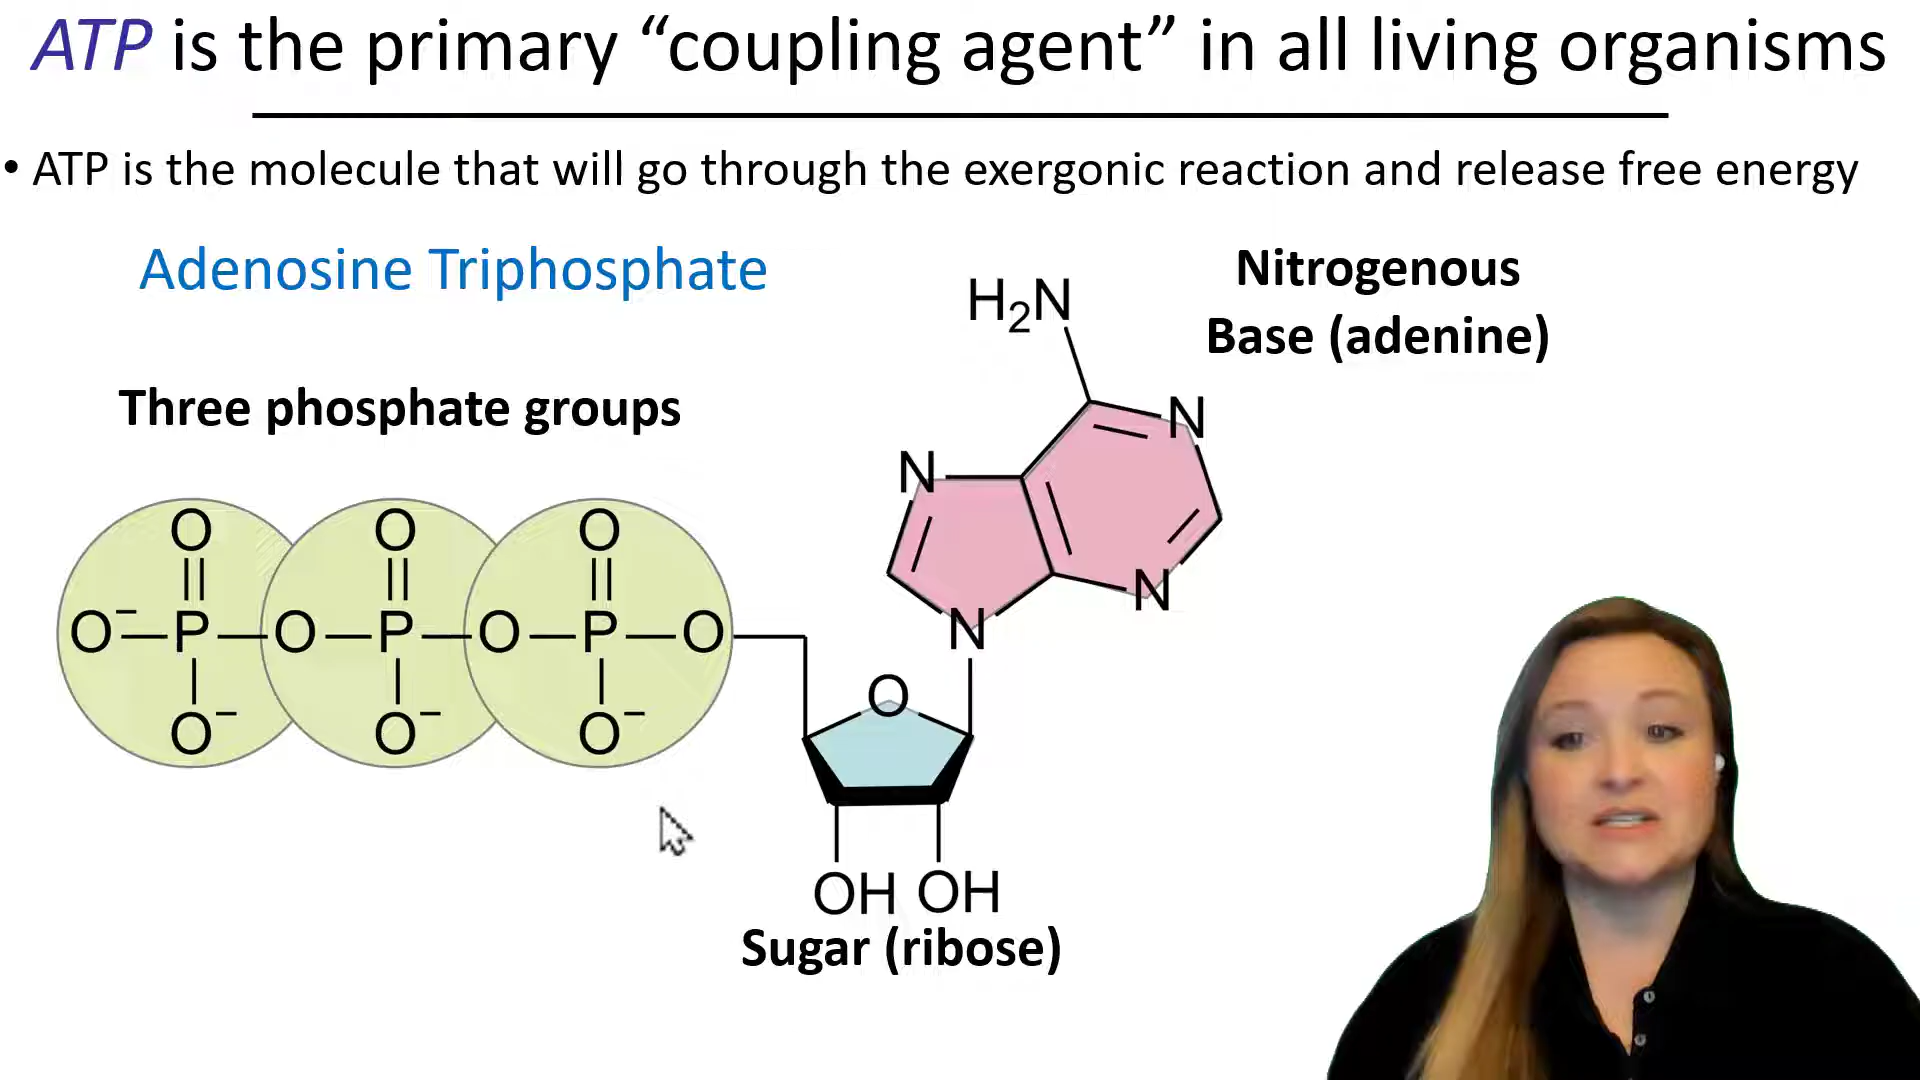 ATP is the primary “coupling agent” in all living organisms
• ATP is the molecule that will go through the exergonic reaction and release free energy
Adenosine Triphosphate
Nitrogenous
Base (adenine)
Three phosphate groups
H₂N
N
N
N
N
O
O
O
O⁻
P
O
P
O
P
O
O⁻
O⁻
O⁻
O
OH OH
Sugar (ribose)